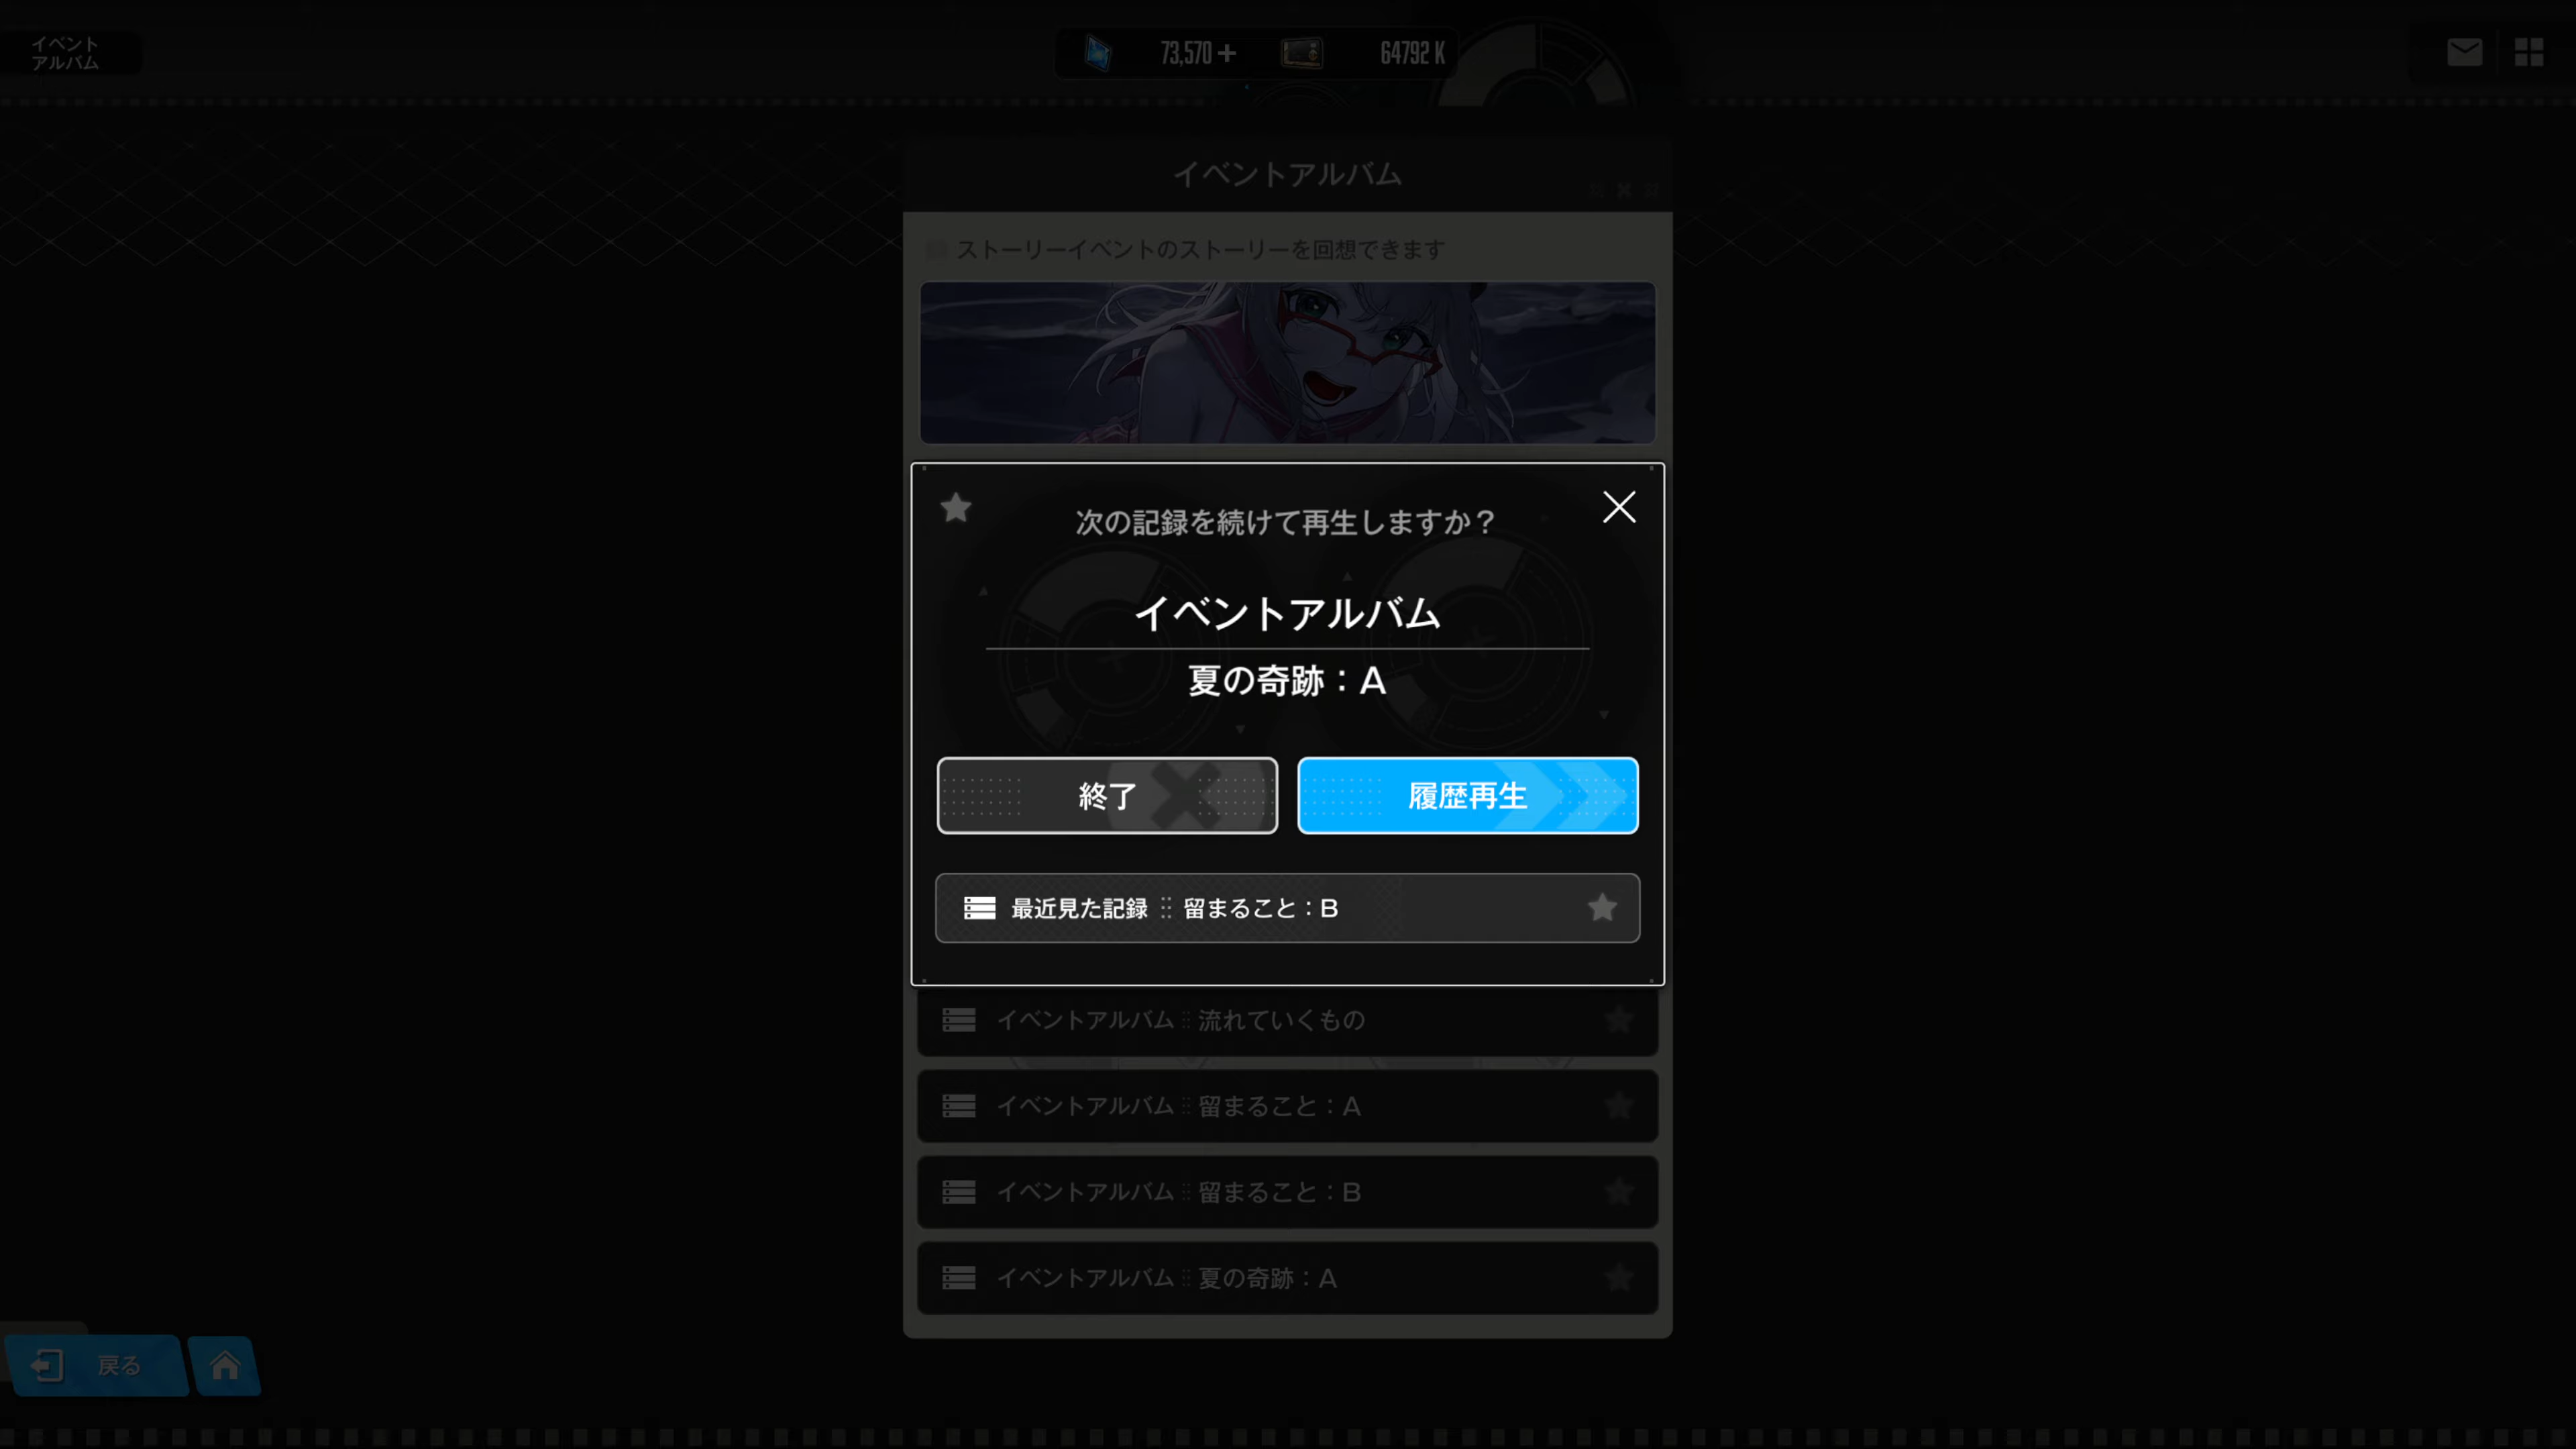 イベント
アルバム
73,570 +
64792 K
イベントアルバム
ストーリーイベントのストーリーを回想できます
次の記録を続けて再生しますか？
イベントアルバム
夏の奇跡：A
終了
履歴再生
最近見た記録 :: 留まること：B
イベントアルバム :: 流れていくもの
イベントアルバム :: 留まること：A
イベントアルバム :: 留まること：B
イベントアルバム :: 夏の奇跡：A
戻る